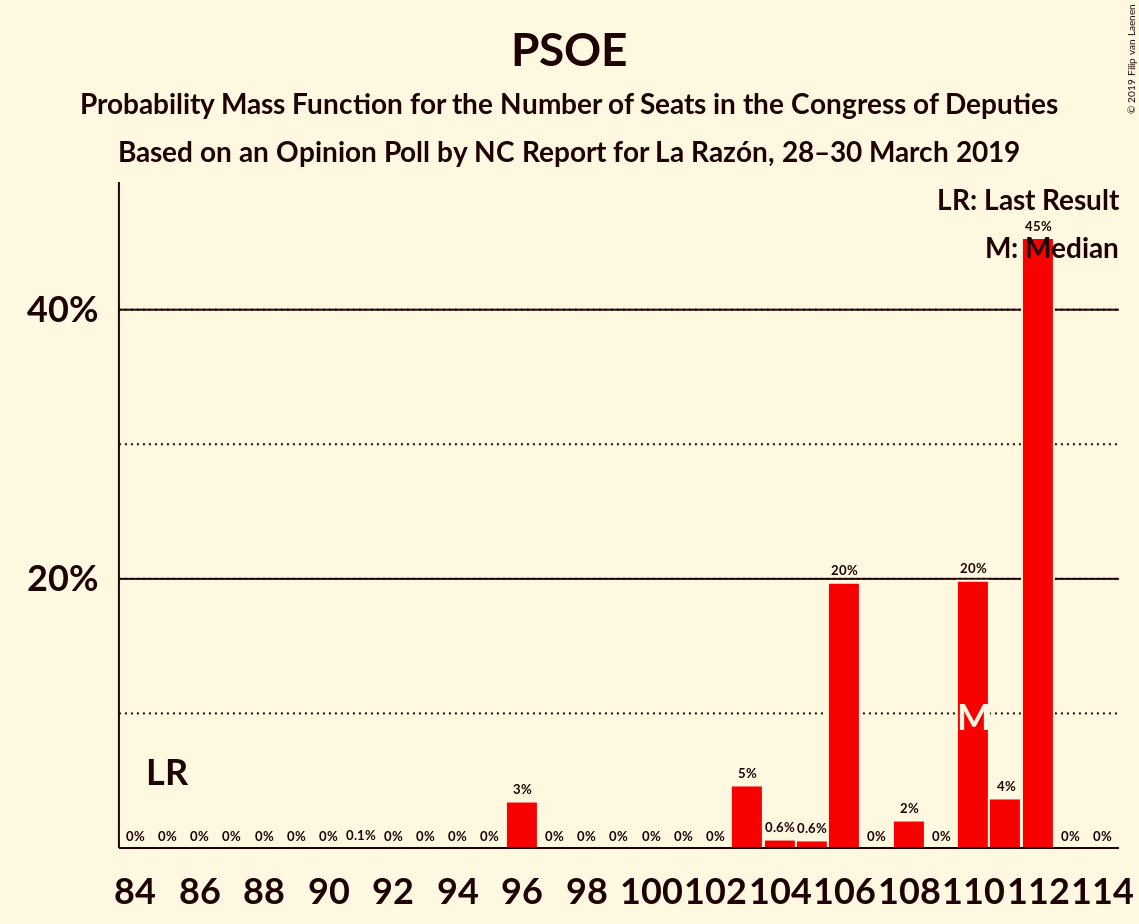 © 2019 Filip van Laenen
PSOE
Probability Mass Function for the Number of Seats in the Congress of Deputies
Based on an Opinion Poll by NC Report for La Razón, 28–30 March 2019
LR: Last Result
M: Median
45%
40%
20%
20% 20%
M
LR
0% 0% 0% 0% 0% 0% 0% 0.1% 0% 0% 0% 0% 3% 0% 0% 0% 0% 0% 0% 5% 0.6% 0.6% 0% 2% 0% 4% 0% 0%
84 86 88 90 92 94 96 98 100 102 104 106 108 110 112 114